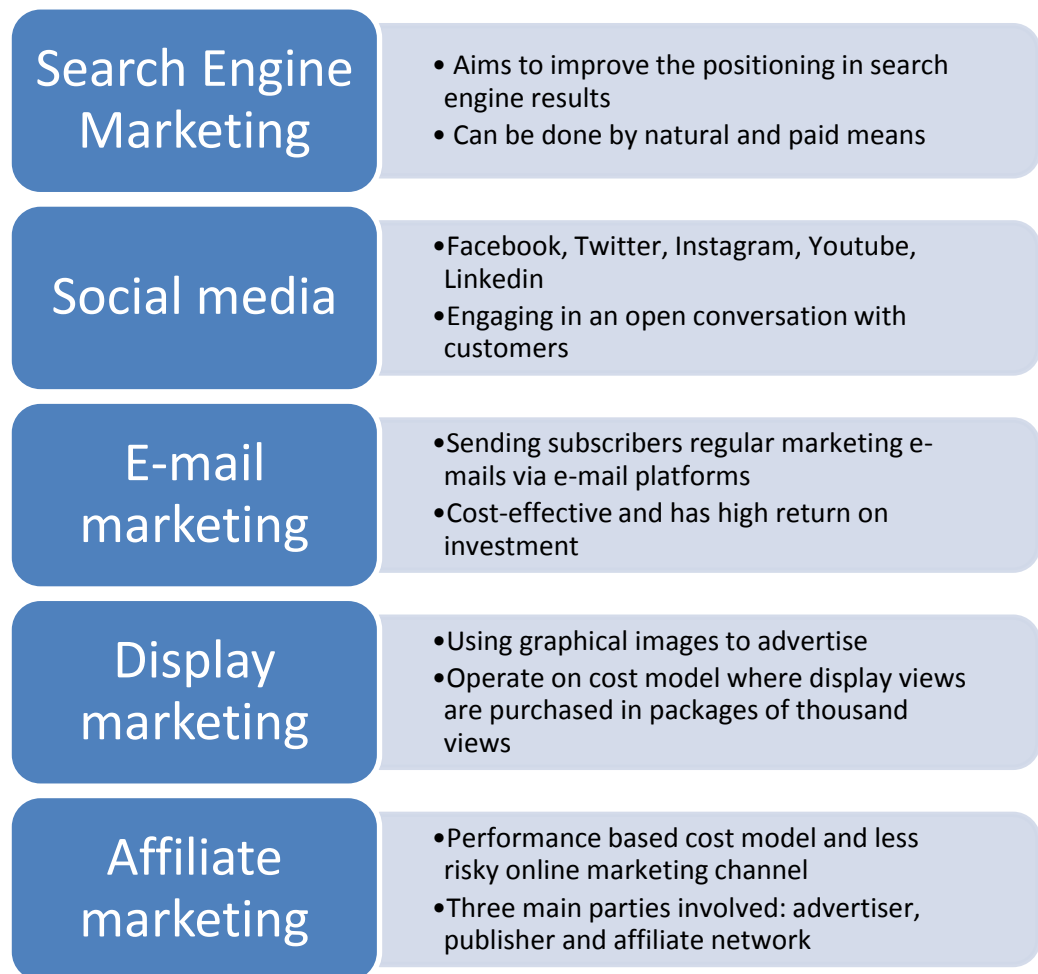 Search Engine
Marketing
• Aims to improve the positioning in search
engine results
• Can be done by natural and paid means
Social media
•Facebook, Twitter, Instagram, Youtube,
Linkedin
•Engaging in an open conversation with
customers
E-mail
marketing
•Sending subscribers regular marketing e-
mails via e-mail platforms
•Cost-effective and has high return on
investment
Display
marketing
•Using graphical images to advertise
•Operate on cost model where display views
are purchased in packages of thousand
views
Affiliate
marketing
•Performance based cost model and less
risky online marketing channel
•Three main parties involved: advertiser,
publisher and affiliate network